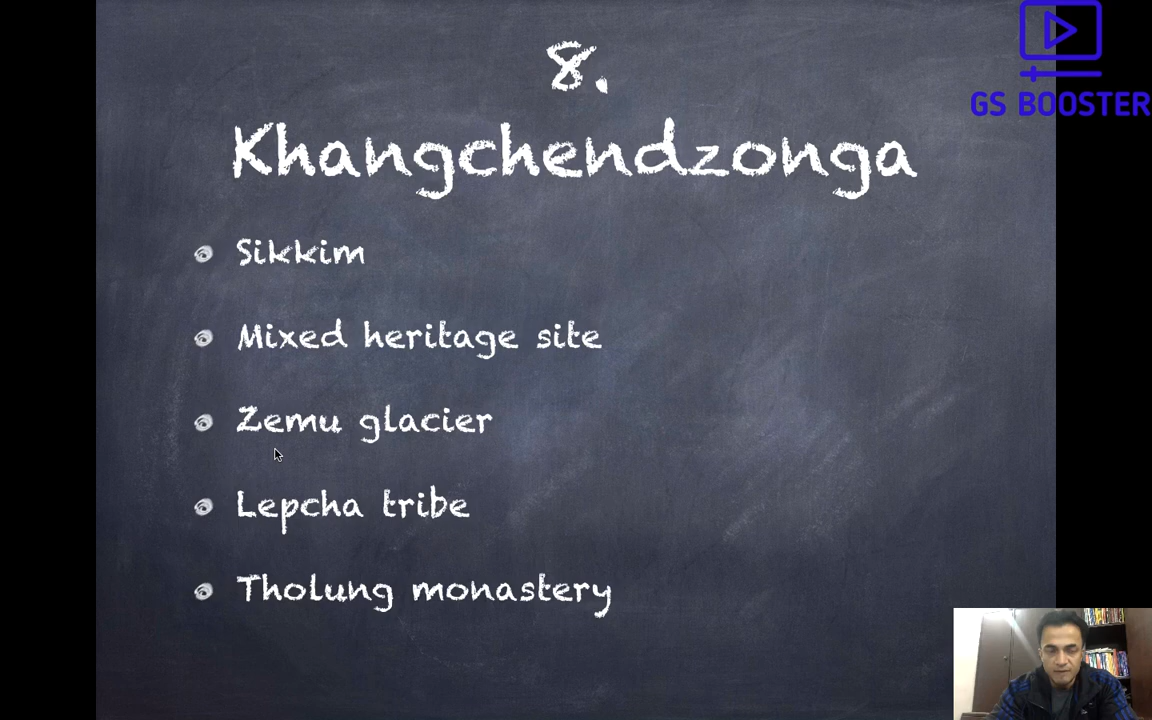 8.
Khangchendzonga
GS BOOSTER
Sikkim
Mixed heritage site
Zemu glacier
Lepcha tribe
Tholung monastery